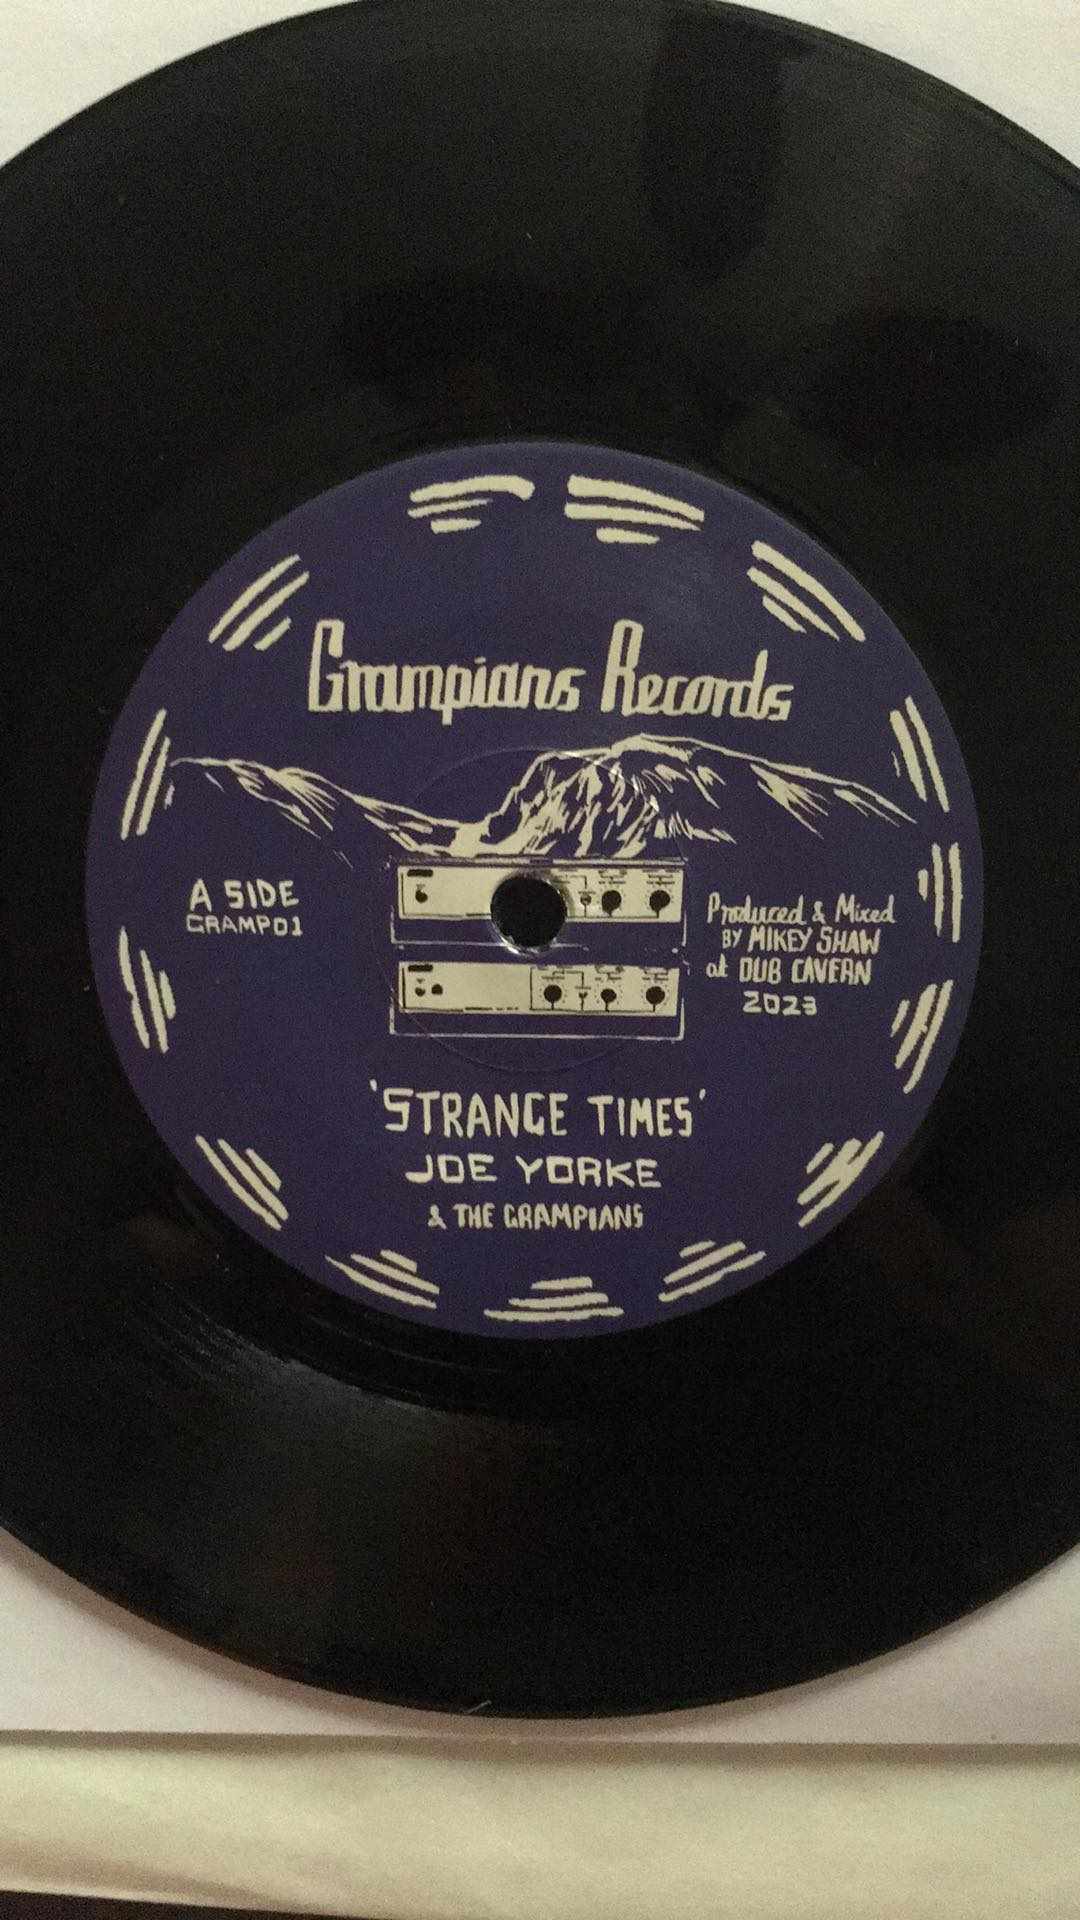 Grampians Records
A SIDE
GRAMP01
Produced & Mixed
BY MIKEY SHAW
at DUB CAVERN
2023
'STRANGE TIMES'
JOE YORKE
& THE GRAMPIANS